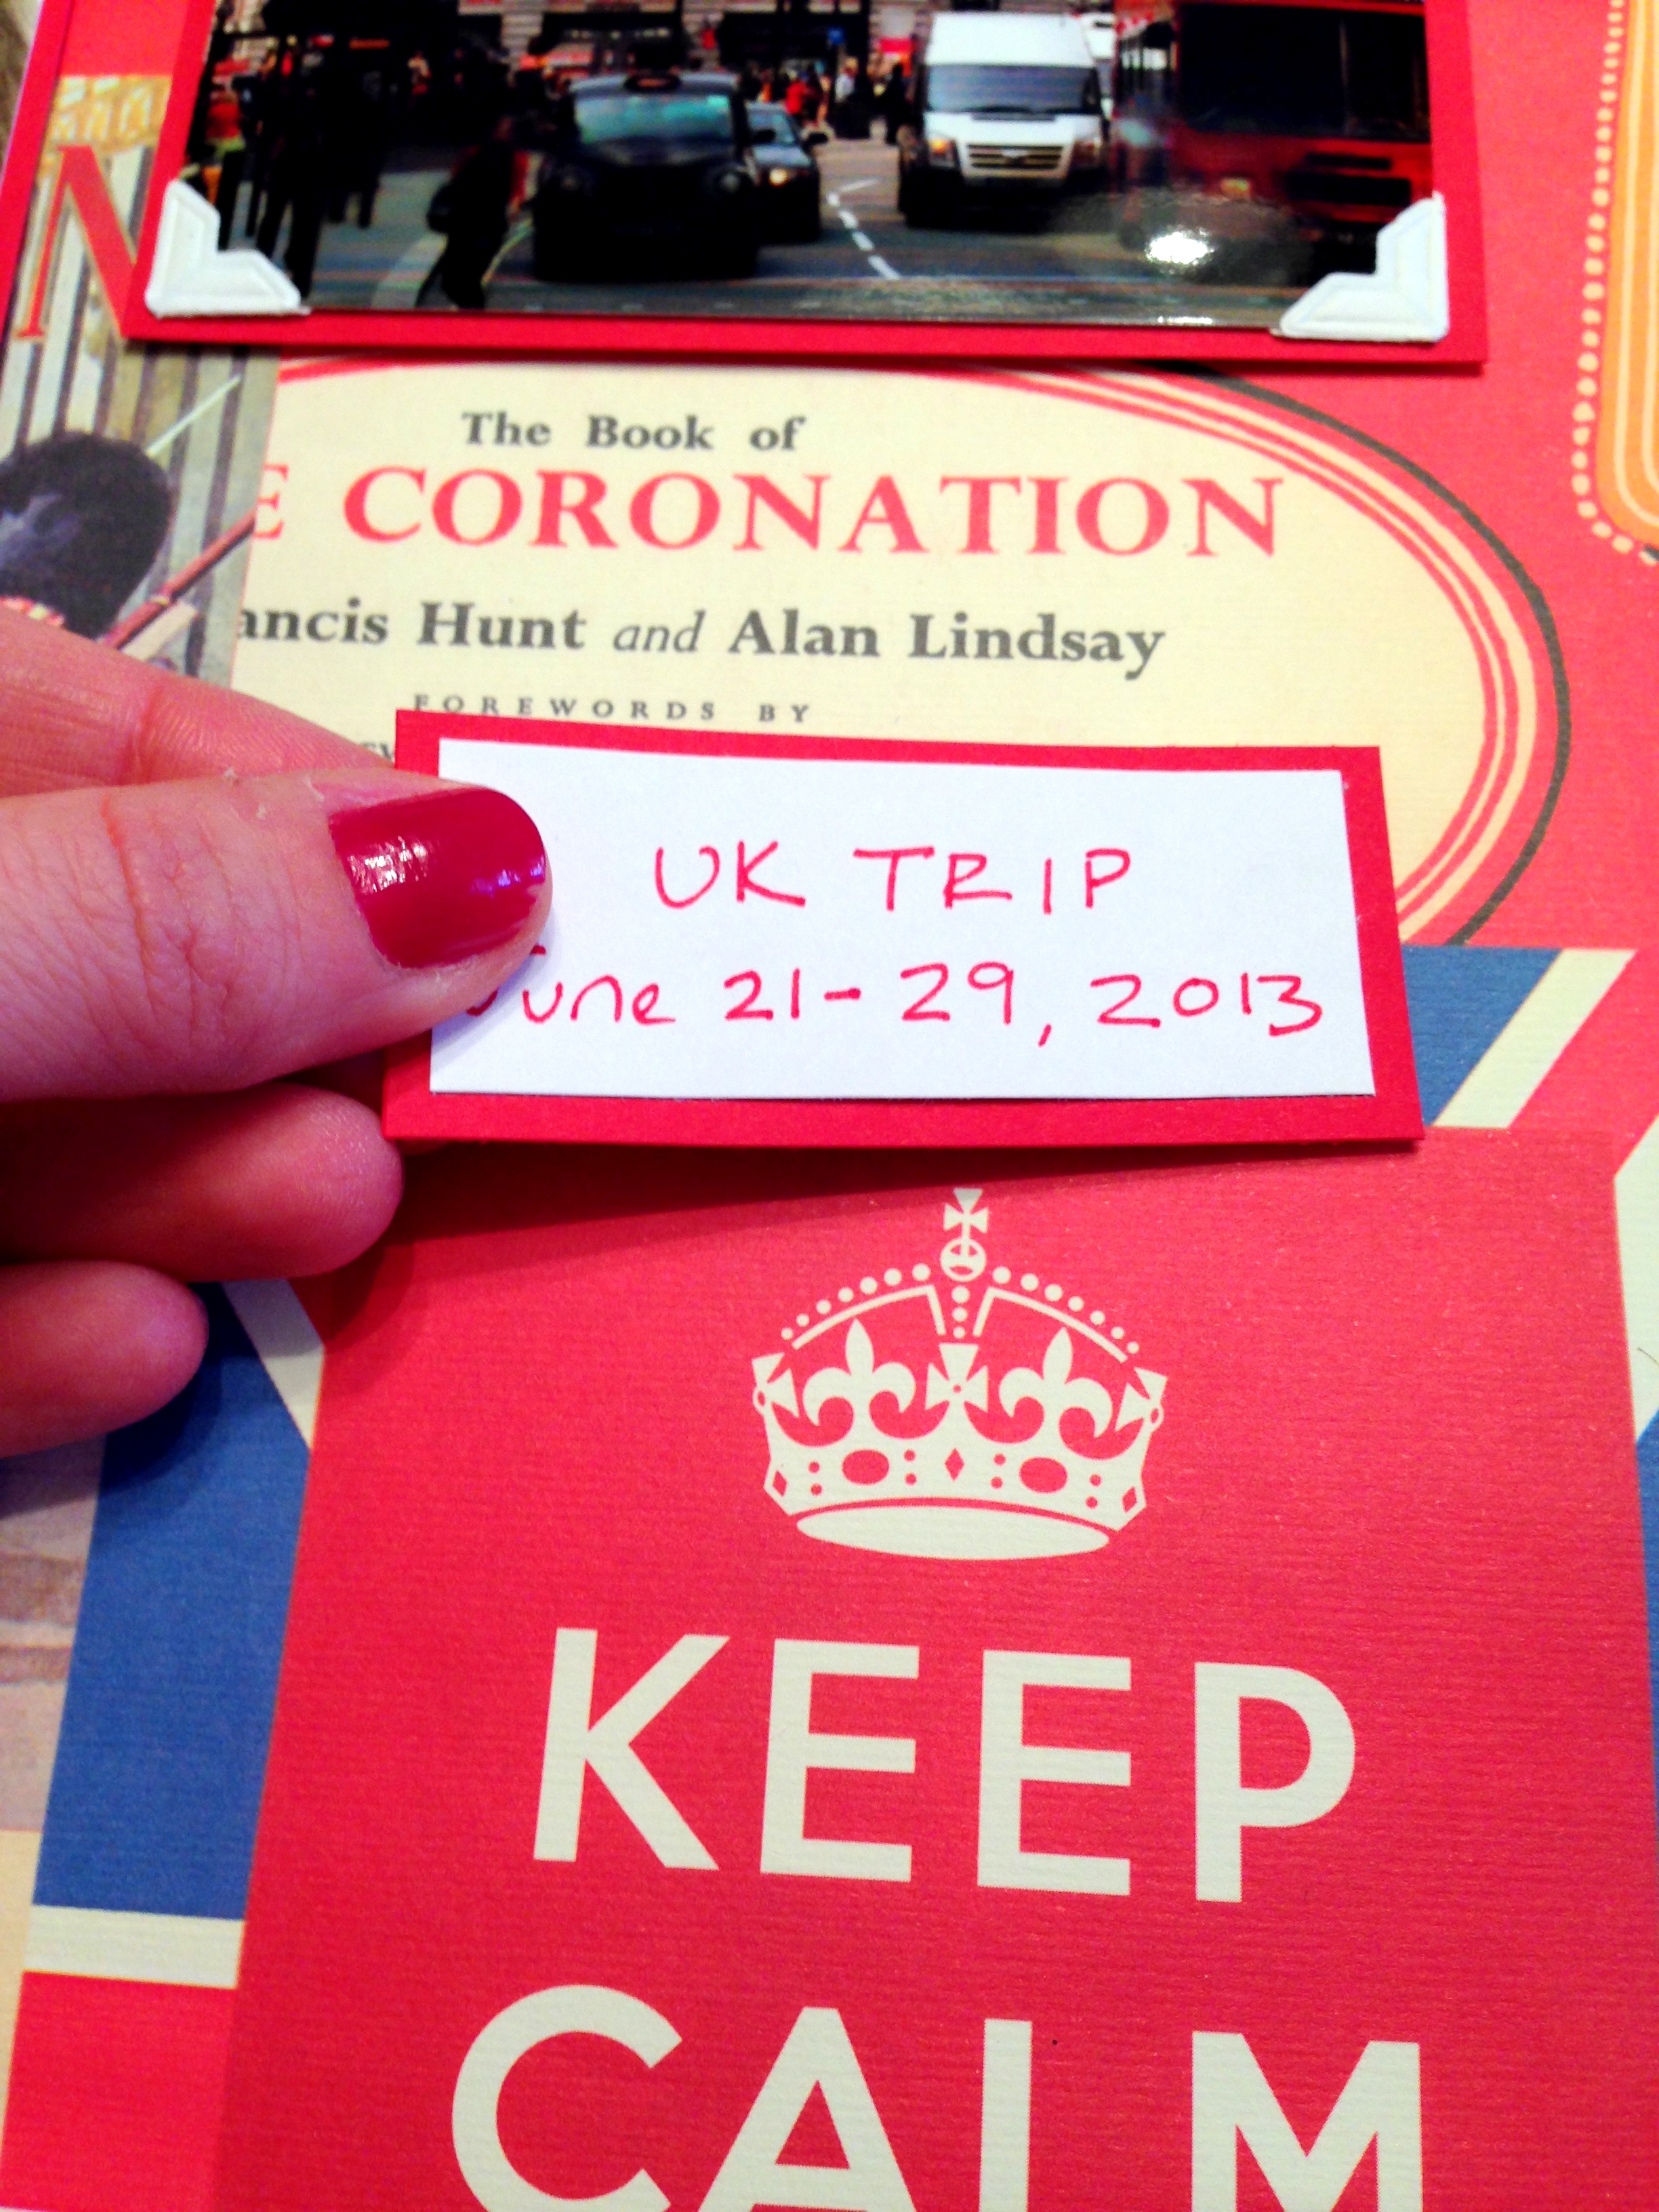 N
The Book of
E CORONATION
ancis Hunt and Alan Lindsay
FOREWORDS BY
UK TRIP
June 21-29, 2013
KEEP
CALM